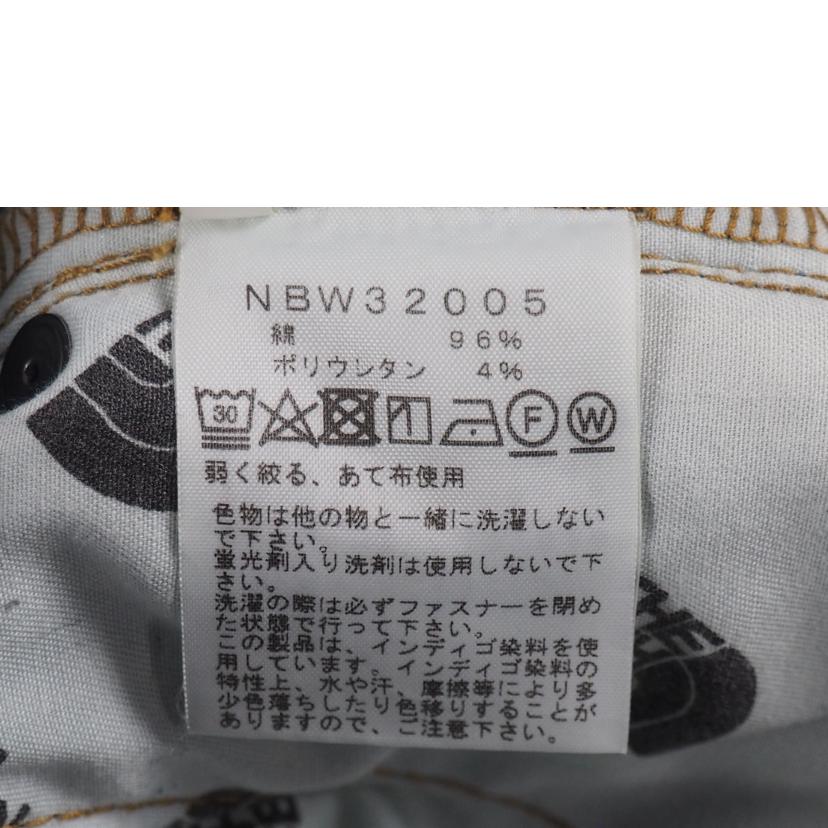 NBW32005
綿 96%
ポリウレタン 4%
30 F W
弱く絞る、あて布使用
色物は他の物と一緒に洗濯しない
で下さい。
蛍光剤入り洗剤は使用しないで下
さい。
洗濯の際は必ずファスナーを閉め
た状態で行って下さい。
この製品は、インディゴ染料を使
用しています。インディゴ染料の
特性上、水や汗、摩擦等により多
少色落ちしたり色移りすることが
ありますので、ご注意下さい。
THE